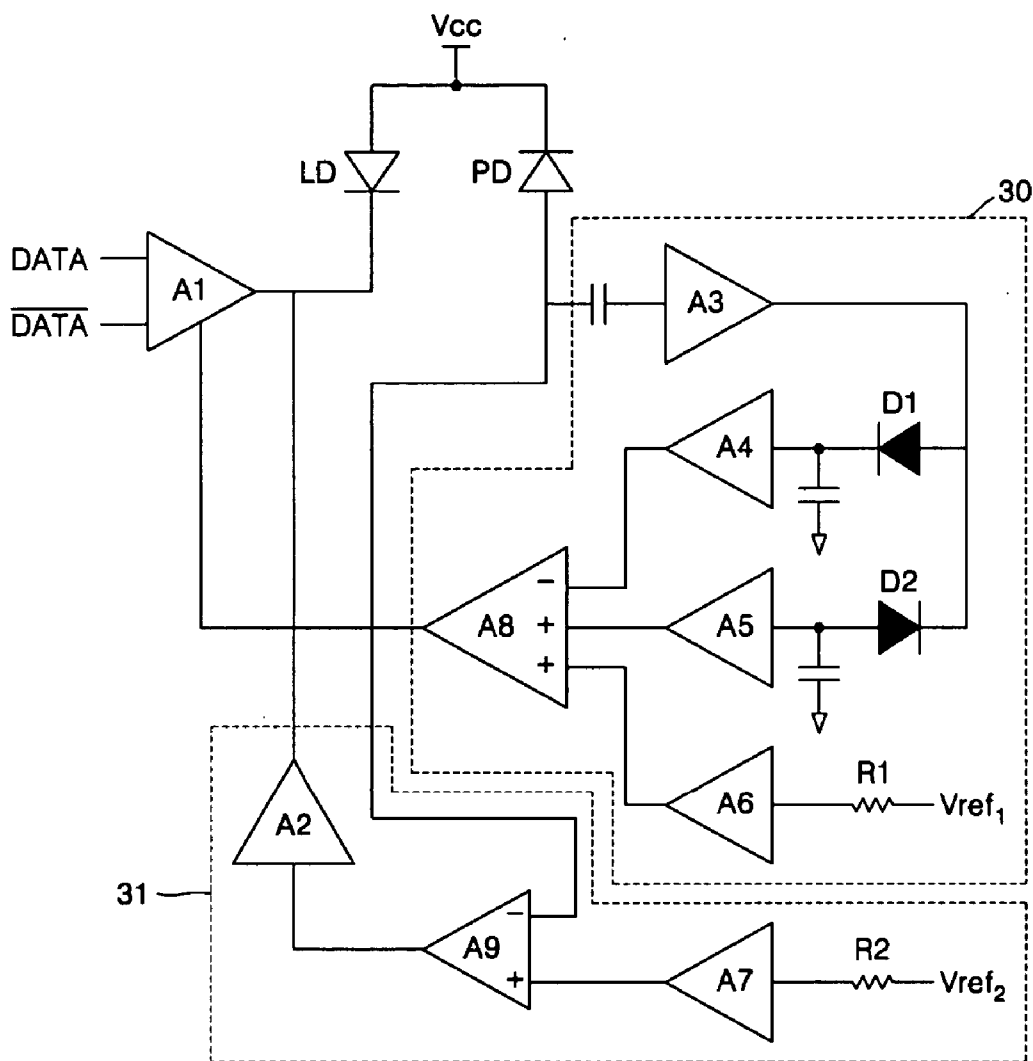 Vcc
LD
PD
30
DATA
A1
A3
DATA
D1
A4
D2
−
A8
+
A5
+
R1
A6
Vref1
A2
31
−
A9
R2
+
A7
Vref2